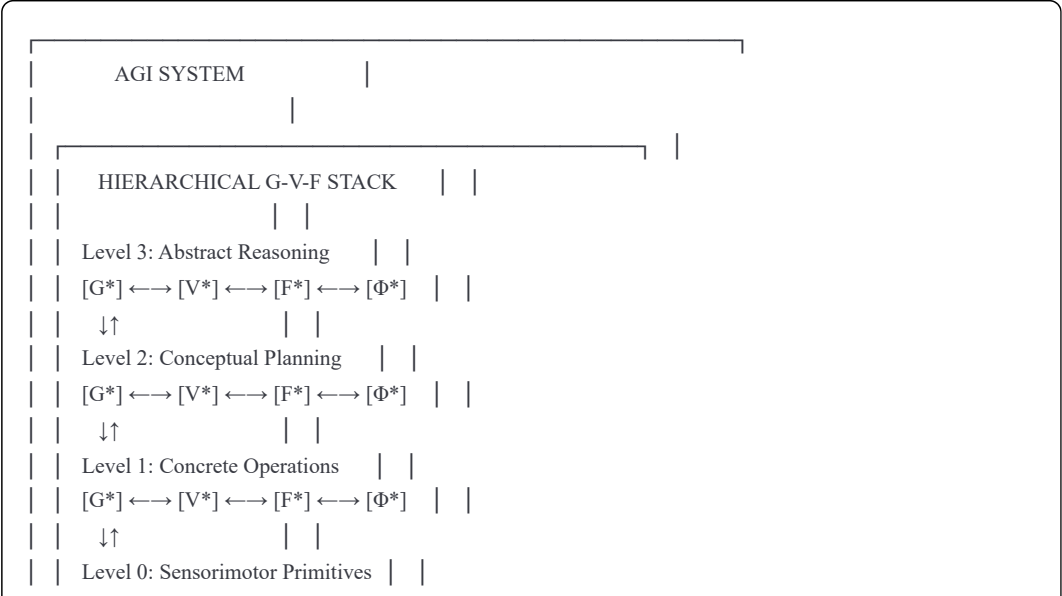 ┌─────────────────────────────────────────────┐
│ AGI SYSTEM │
│ │
│ ┌─────────────────────────────────────┐ │
│ │ HIERARCHICAL G-V-F STACK │ │
│ │ │ │
│ │ Level 3: Abstract Reasoning │ │
│ │ [G*] ←→ [V*] ←→ [F*] ←→ [Φ*] │ │
│ │ ↓↑ │ │
│ │ Level 2: Conceptual Planning │ │
│ │ [G*] ←→ [V*] ←→ [F*] ←→ [Φ*] │ │
│ │ ↓↑ │ │
│ │ Level 1: Concrete Operations │ │
│ │ [G*] ←→ [V*] ←→ [F*] ←→ [Φ*] │ │
│ │ ↓↑ │ │
│ │ Level 0: Sensorimotor Primitives │ │